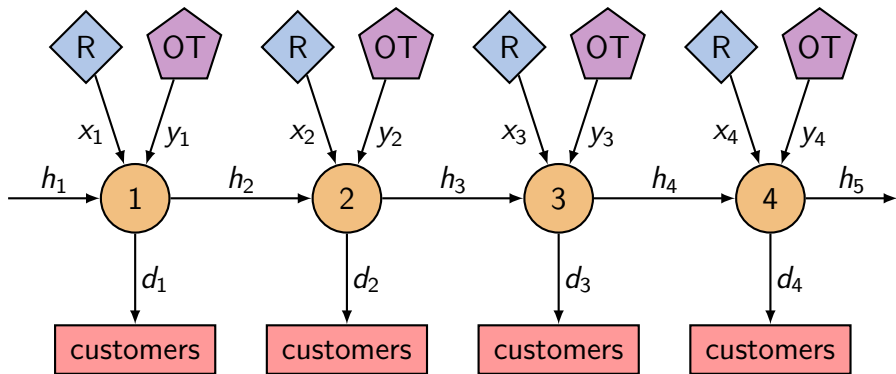 R OT R OT R OT R OT
x₁ y₁ x₂ y₂ x₃ y₃ x₄ y₄
h₁ 1 h₂ 2 h₃ 3 h₄ 4 h₅
d₁ d₂ d₃ d₄
customers customers customers customers